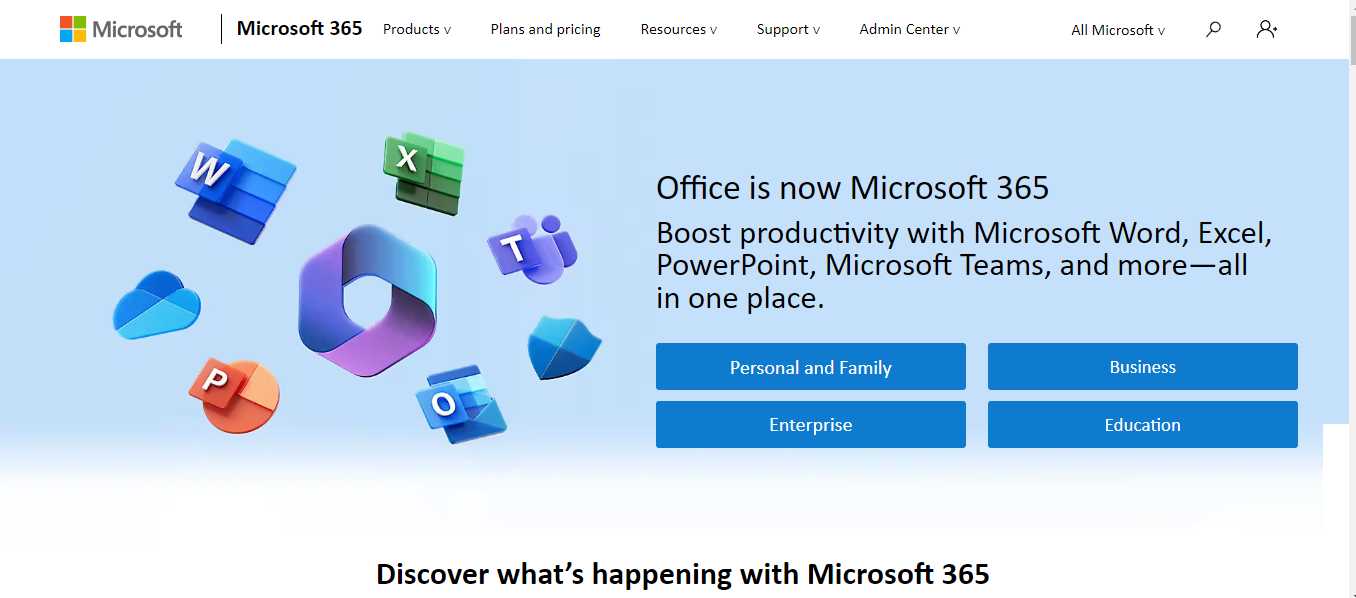 Microsoft
Microsoft 365
Products v
Plans and pricing
Resources v
Support v
Admin Center v
All Microsoft v
W
X
T
P
O
Office is now Microsoft 365
Boost productivity with Microsoft Word, Excel,
PowerPoint, Microsoft Teams, and more—all
in one place.
Personal and Family
Business
Enterprise
Education
Discover what’s happening with Microsoft 365